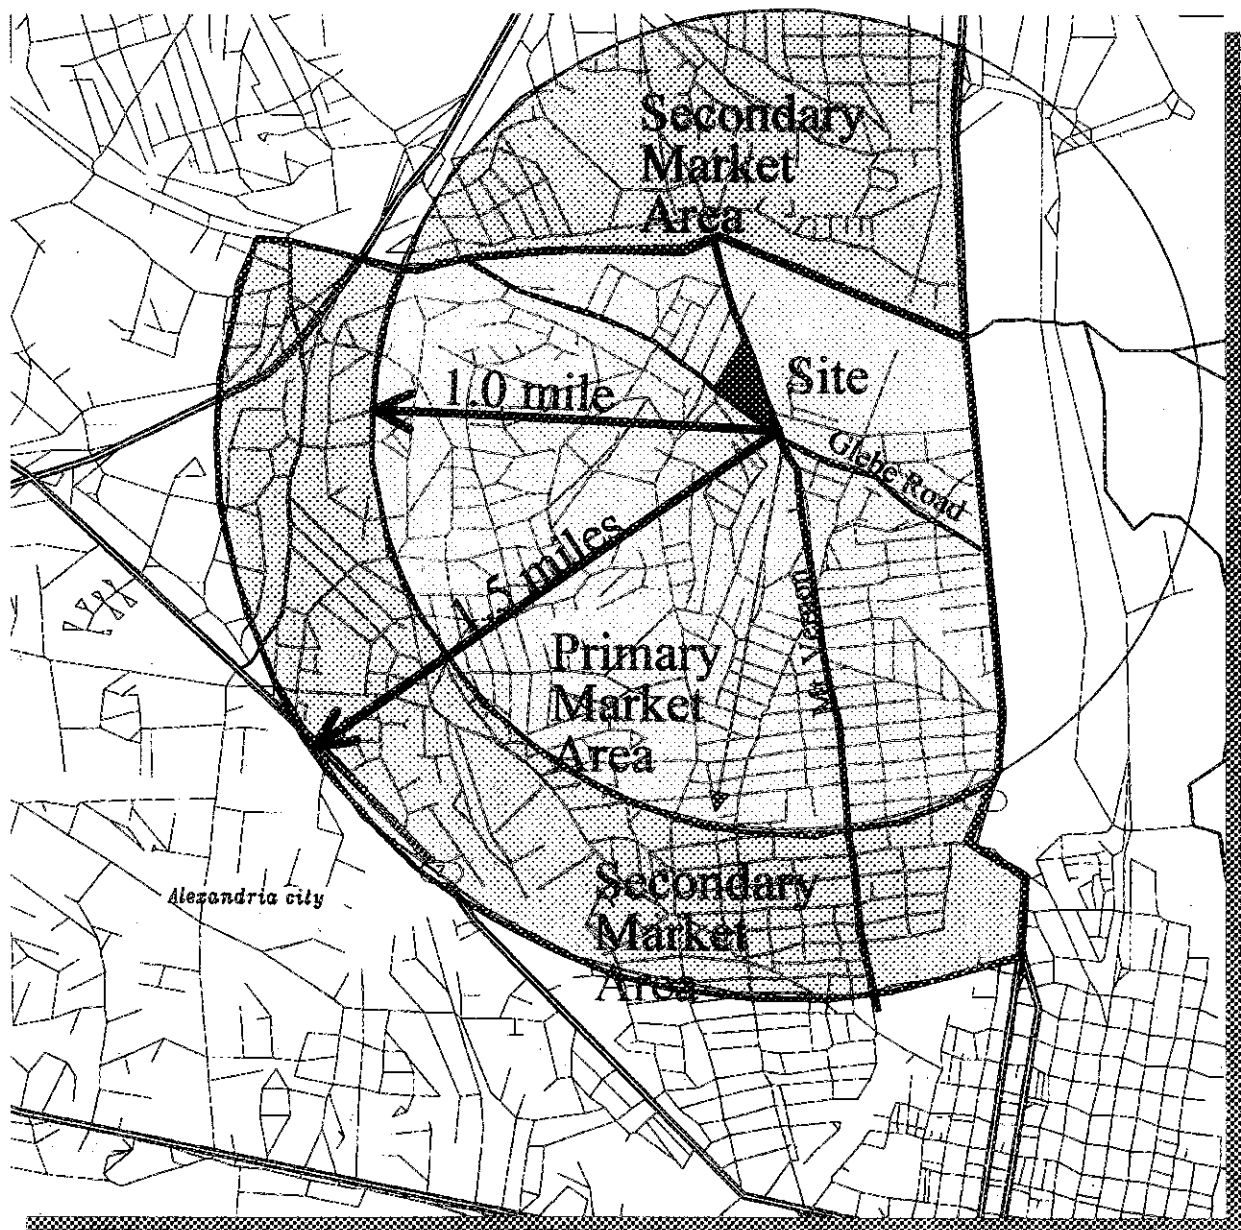 Secondary
Market
Area
Site
1.0 mile
Glebe Road
1.5 miles
Mt Vernon
Primary
Market
Area
Secondary
Market
Area
Alexandria city